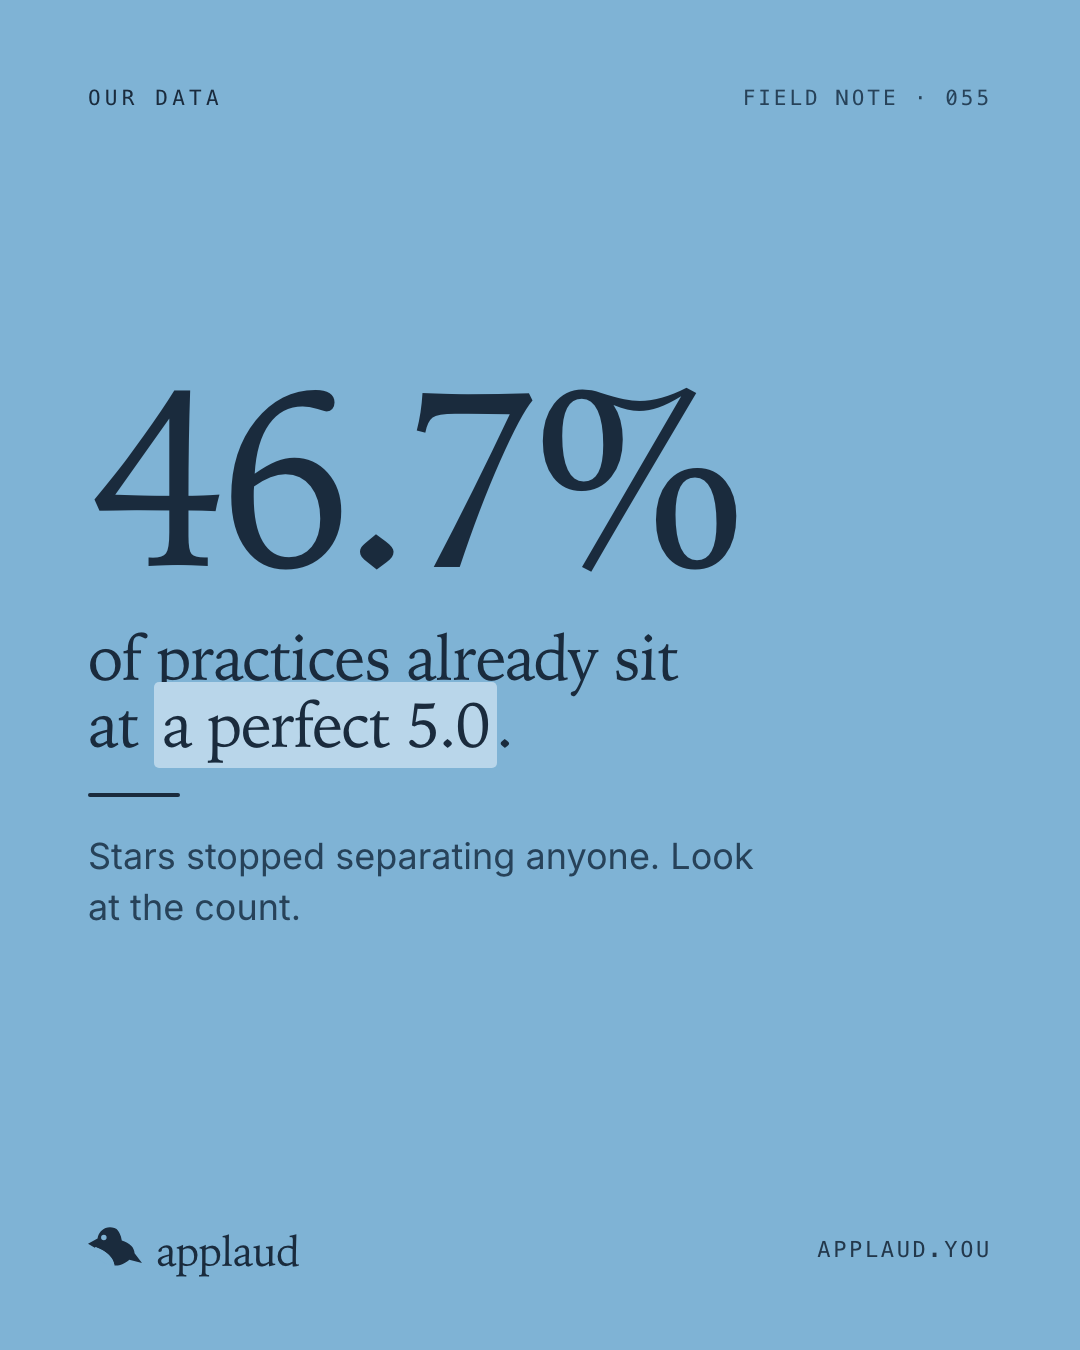 OUR DATA
FIELD NOTE · 055
46.7%
of practices already sit
at a perfect 5.0.
Stars stopped separating anyone. Look
at the count.
applaud
APPLAUD.YOU